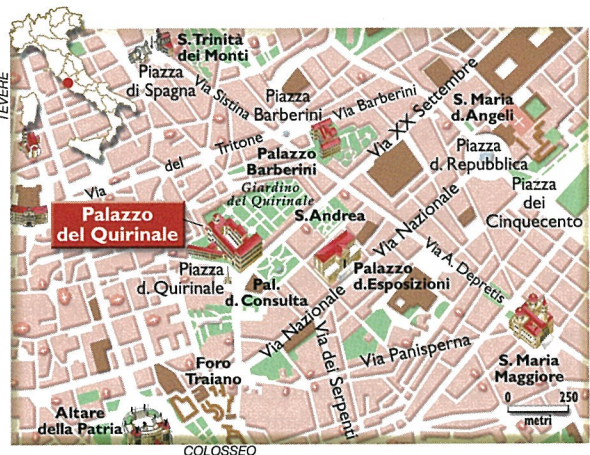 TEVERE
S.Trinità
dei Monti
Piazza
di Spagna
Via Sistina
Piazza
Barberini
Via Barberini
Via XX Settembre
S. Maria
d.Angeli
Via del Tritone
Palazzo
Barberini
Piazza
d. Repubblica
Giardino
del Quirinale
Piazza
dei
Cinquecento
Palazzo
del Quirinale
S.Andrea
Via Nazionale
Via A. Depretis
Piazza
d. Quirinale
Pal.
d. Consulta
Palazzo
d.Esposizioni
Via Nazionale
Via dei Serpenti
Via Panisperna
S. Maria
Maggiore
Foro
Traiano
0 250
metri
Altare
della Patria
COLOSSEO